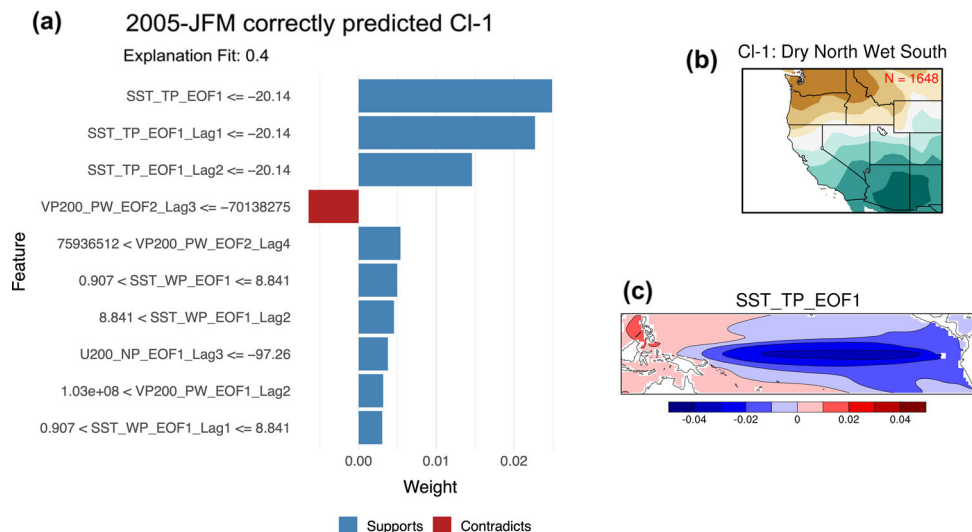 (a) 2005-JFM correctly predicted Cl-1
Explanation Fit: 0.4
Feature
SST_TP_EOF1 <= −20.14
SST_TP_EOF1_Lag1 <= −20.14
SST_TP_EOF1_Lag2 <= −20.14
VP200_PW_EOF2_Lag3 <= −70138275
75936512 < VP200_PW_EOF2_Lag4
0.907 < SST_WP_EOF1 <= 8.841
8.841 < SST_WP_EOF1_Lag2
U200_NP_EOF1_Lag3 <= −97.26
1.03e+08 < VP200_PW_EOF1_Lag2
0.907 < SST_WP_EOF1_Lag1 <= 8.841
0.00 0.01 0.02
Weight
Supports Contradicts
(b) Cl-1: Dry North Wet South
N = 1648
(c) SST_TP_EOF1
-0.04 -0.02 0 0.02 0.04